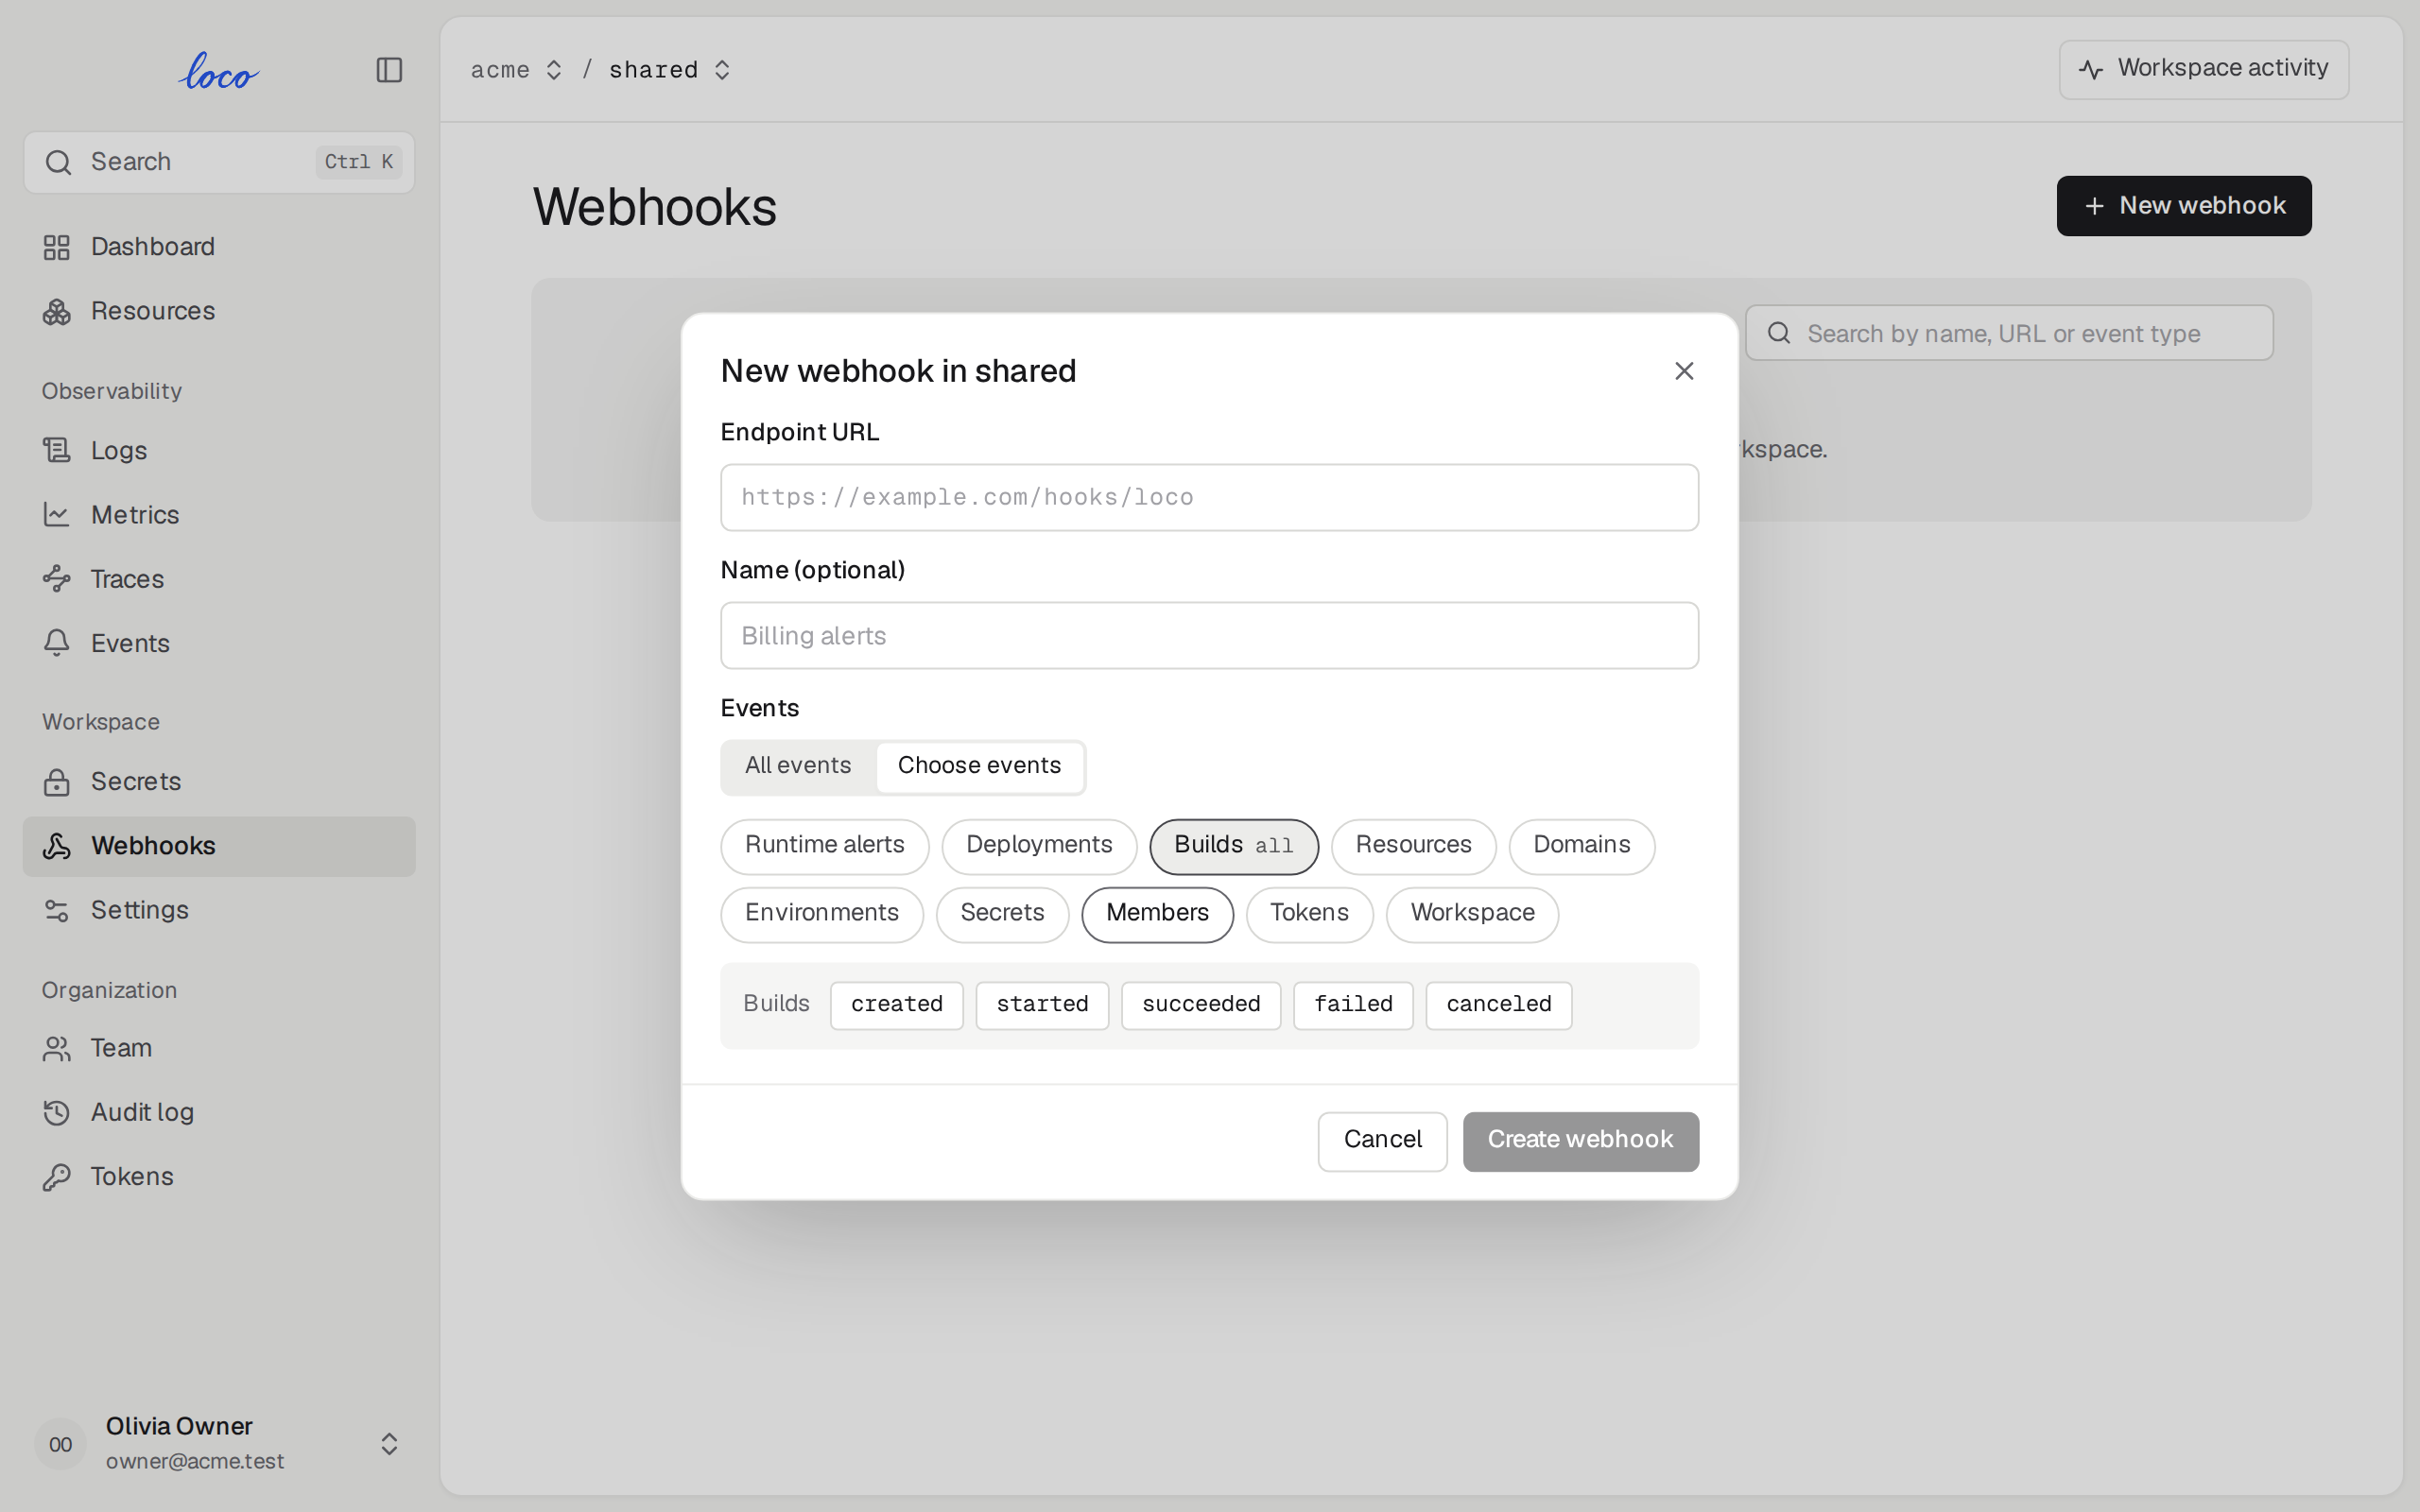 loco
Search Ctrl K
Dashboard
Resources
Observability
Logs
Metrics
Traces
Events
Workspace
Secrets
Webhooks
Settings
Organization
Team
Audit log
Tokens
OO
Olivia Owner
owner@acme.test
acme / shared
Workspace activity
Webhooks
New webhook
Search by name, URL or event type
kspace.
New webhook in shared
Endpoint URL
https://example.com/hooks/loco
Name (optional)
Billing alerts
Events
All events Choose events
Runtime alerts Deployments Builds all Resources Domains
Environments Secrets Members Tokens Workspace
Builds created started succeeded failed canceled
Cancel Create webhook